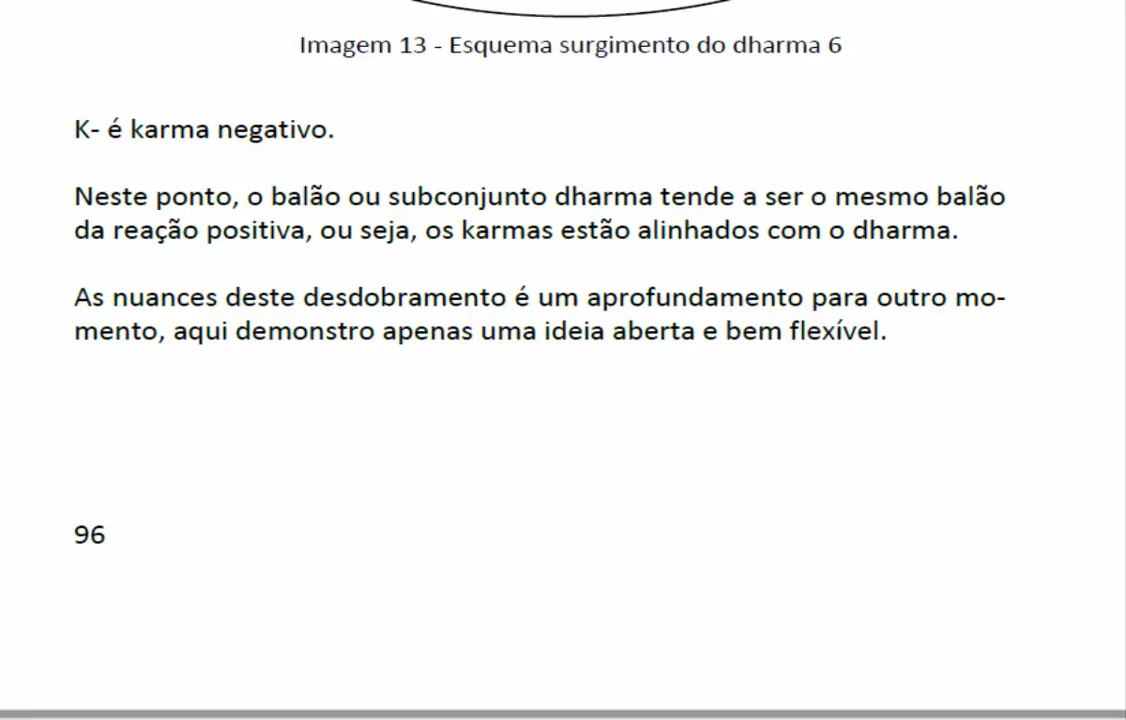 Imagem 13 - Esquema surgimento do dharma 6
K- é karma negativo.
Neste ponto, o balão ou subconjunto dharma tende a ser o mesmo balão
da reação positiva, ou seja, os karmas estão alinhados com o dharma.
As nuances deste desdobramento é um aprofundamento para outro mo-
mento, aqui demonstro apenas uma ideia aberta e bem flexível.
96